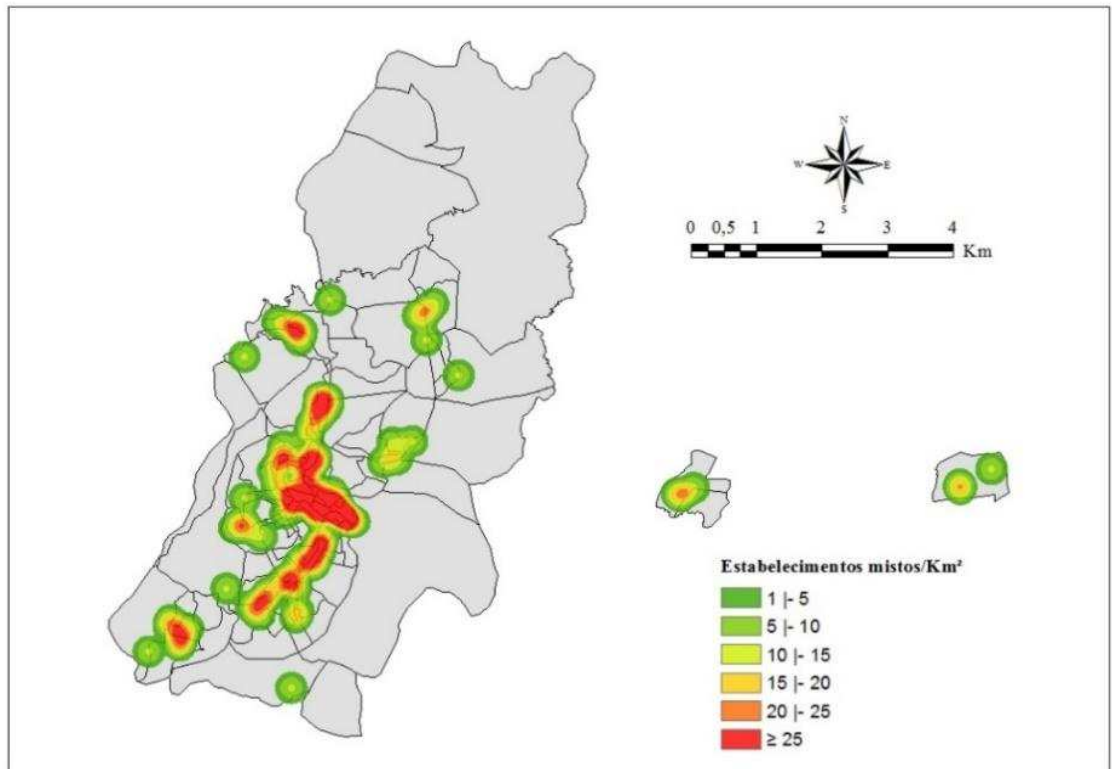 N
W E
S
0 0,5 1 2 3 4
Km
Estabelecimentos mistos/Km²
1 |- 5
5 |- 10
10 |- 15
15 |- 20
20 |- 25
≥ 25